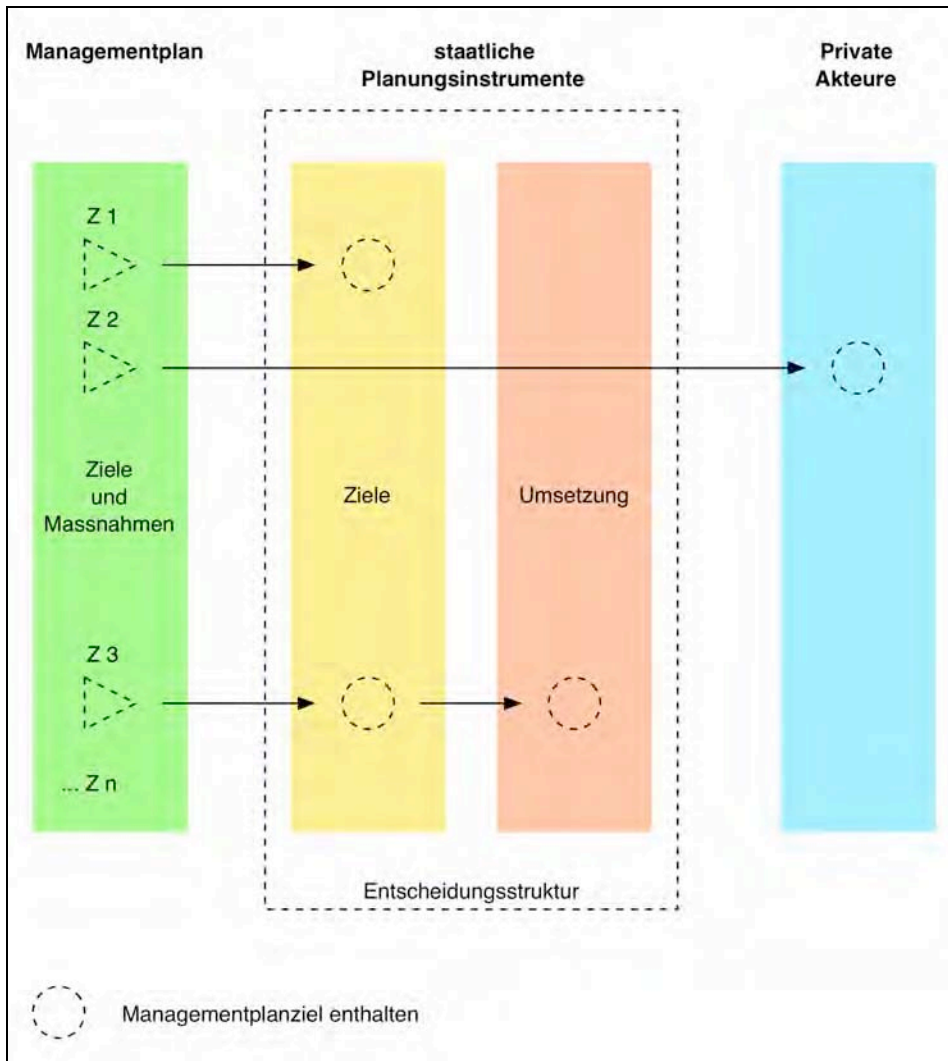 Managementplan
staatliche
Planungsinstrumente
Private
Akteure
Z 1
Z 2
Ziele
und
Massnahmen
Ziele
Umsetzung
Z 3
... Z n
Entscheidungsstruktur
Managementplanziel enthalten